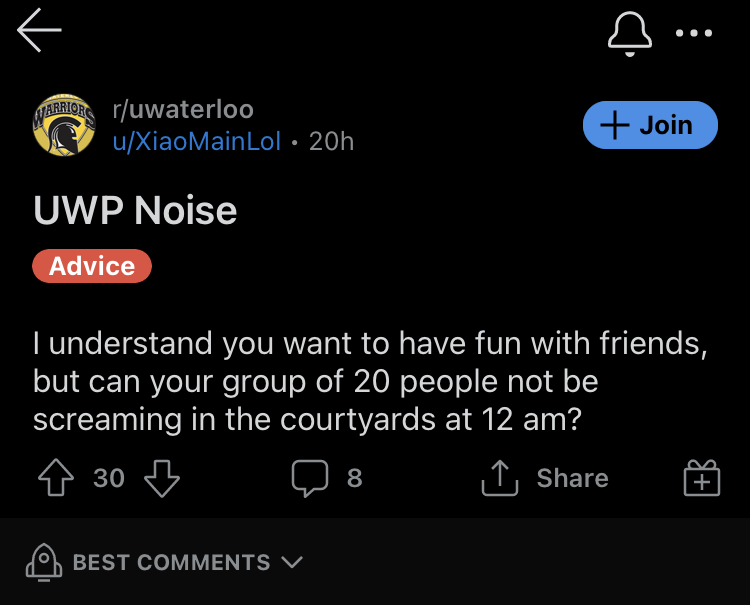 WARRIORS
r/uwaterloo
u/XiaoMainLol • 20h
+ Join
UWP Noise
Advice
I understand you want to have fun with friends,
but can your group of 20 people not be
screaming in the courtyards at 12 am?
30 8 Share
BEST COMMENTS